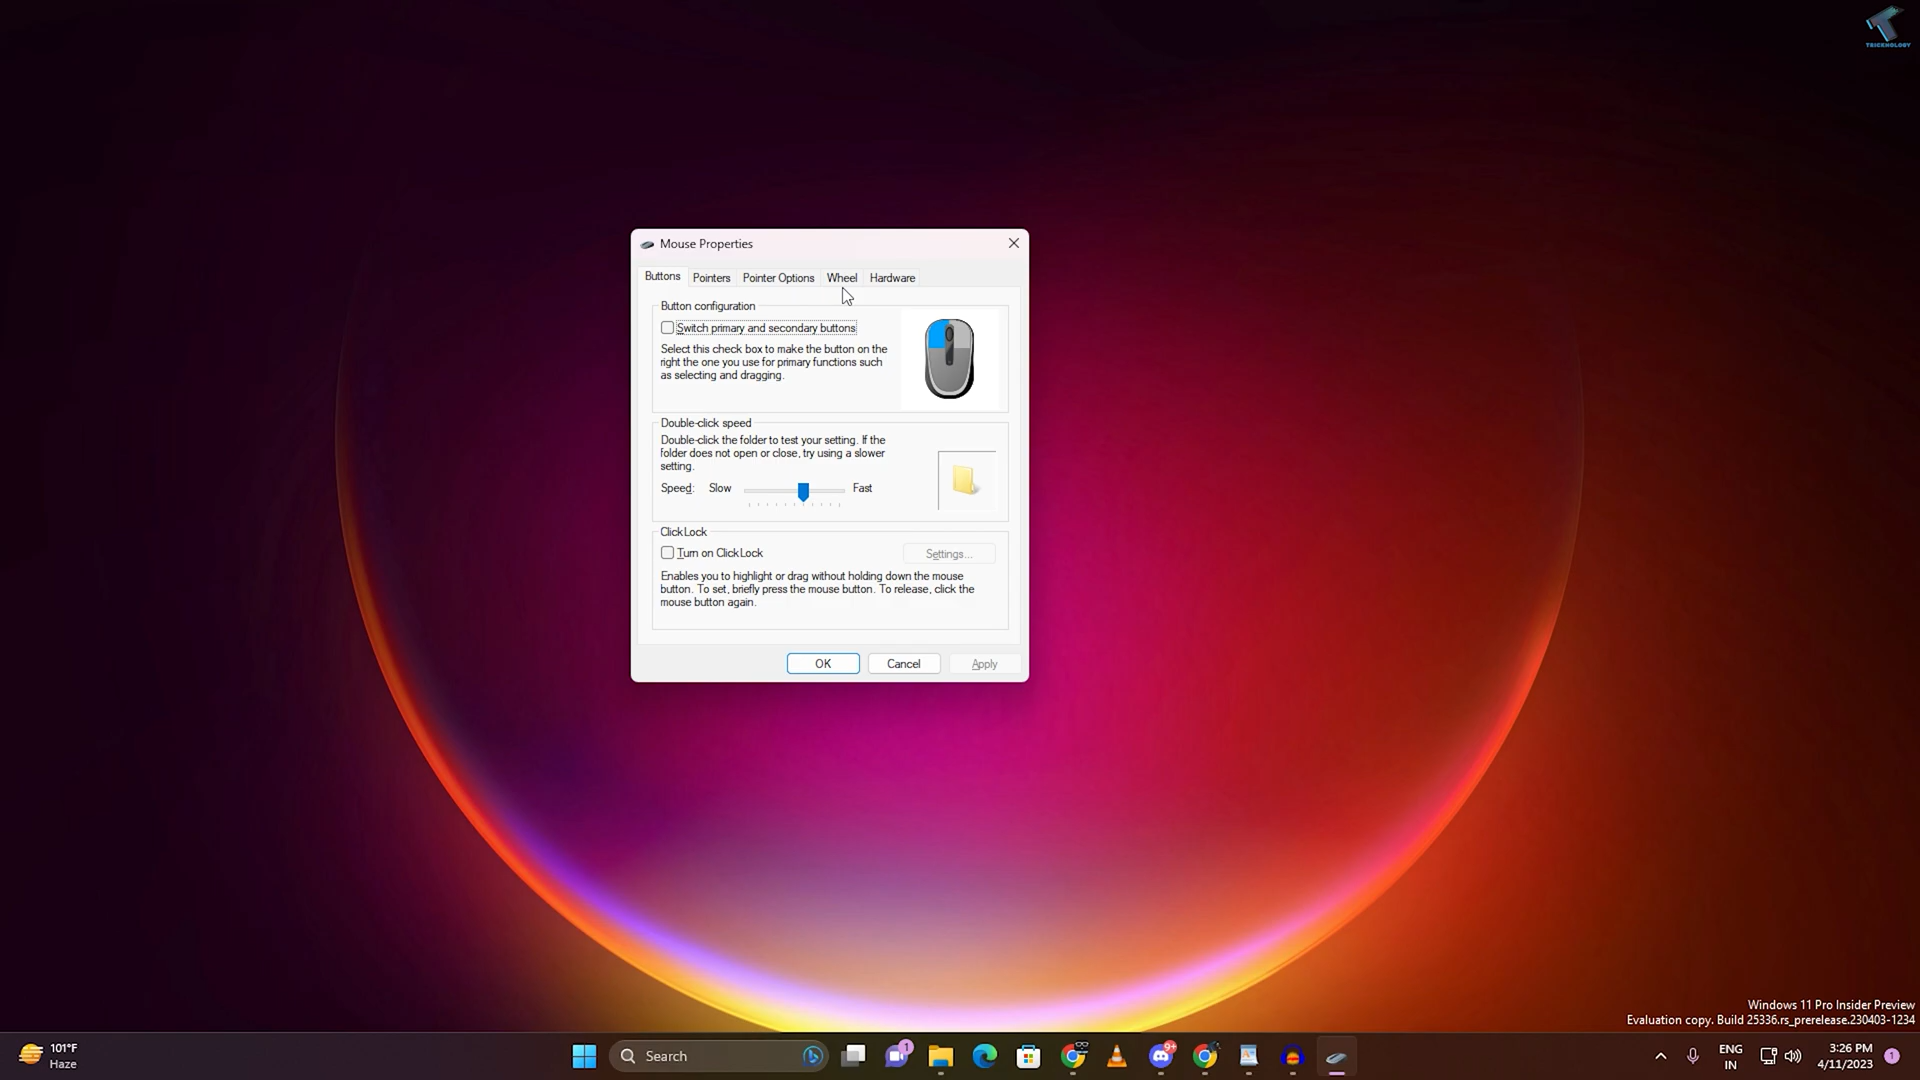 TRICKNOLOGY
Mouse Properties
Buttons Pointers Pointer Options Wheel Hardware
Button configuration
Switch primary and secondary buttons
Select this check box to make the button on the
right the one you use for primary functions such
as selecting and dragging.
Double-click speed
Double-click the folder to test your setting. If the
folder does not open or close, try using a slower
setting.
Speed: Slow Fast
ClickLock
Turn on ClickLock Settings...
Enables you to highlight or drag without holding down the mouse
button. To set, briefly press the mouse button. To release, click the
mouse button again.
OK Cancel Apply
Windows 11 Pro Insider Preview
Evaluation copy. Build 25336.rs_prerelease.230403-1234
101°F
Haze
Search
1
9+
ENG
IN
3:26 PM
4/11/2023
1